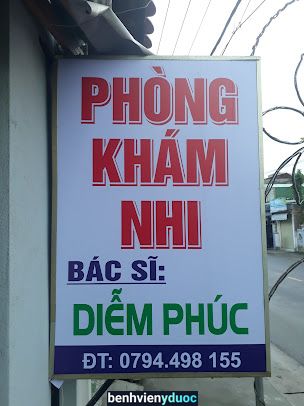 PHÒNG
KHÁM
NHI
BÁC SĨ:
DIỄM PHÚC
ĐT: 0794.498 155
benhvienyduoc